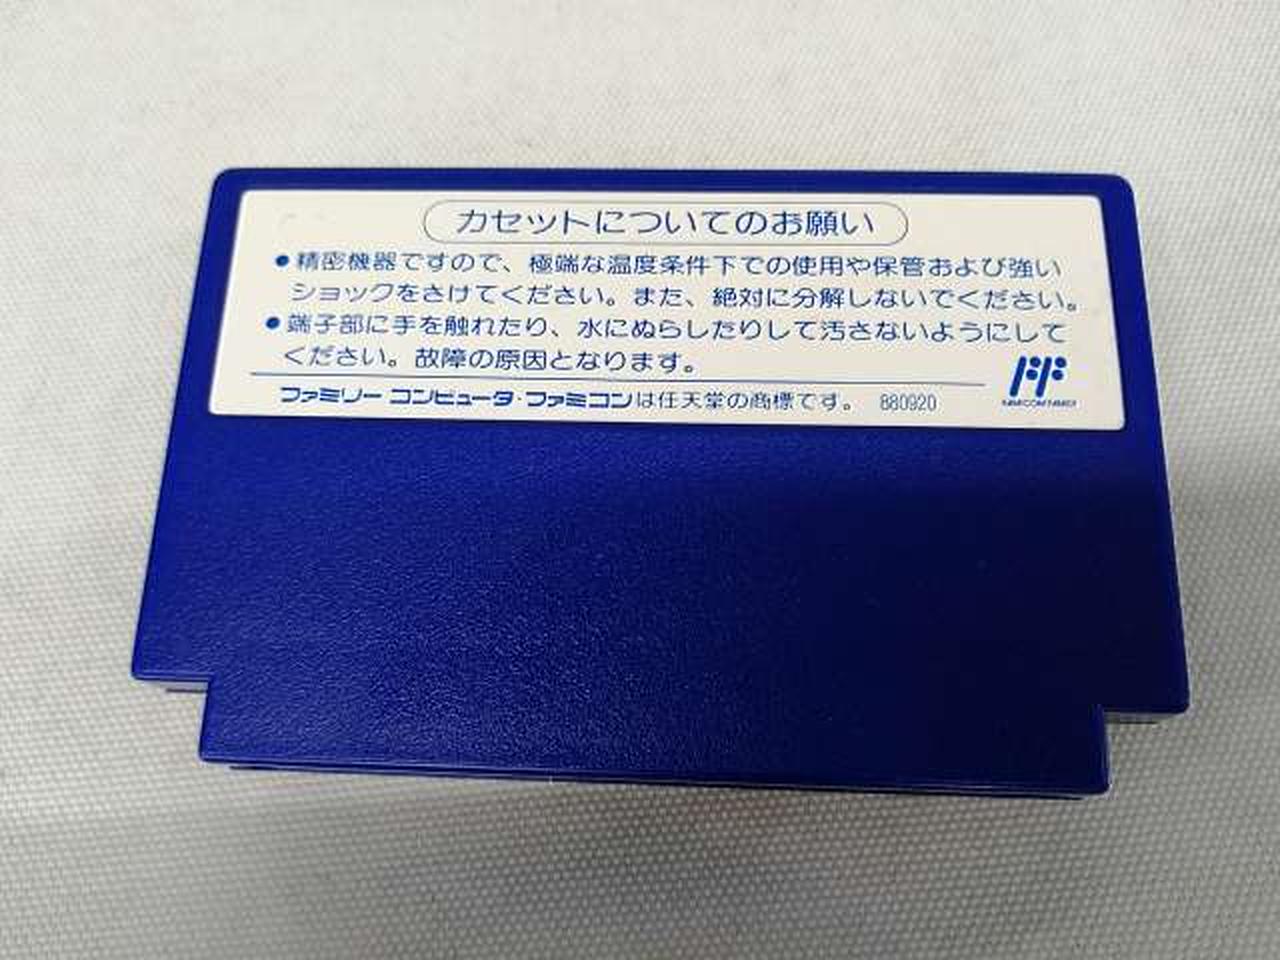 カセットについてのお願い
●精密機器ですので、極端な温度条件下での使用や保管および強い
ショックをさけてください。また、絶対に分解しないでください。
●端子部に手を触れたり、水にぬらしたりして汚さないようにして
ください。故障の原因となります。
ファミリー コンピュータ・ファミコンは任天堂の商標です。 880920